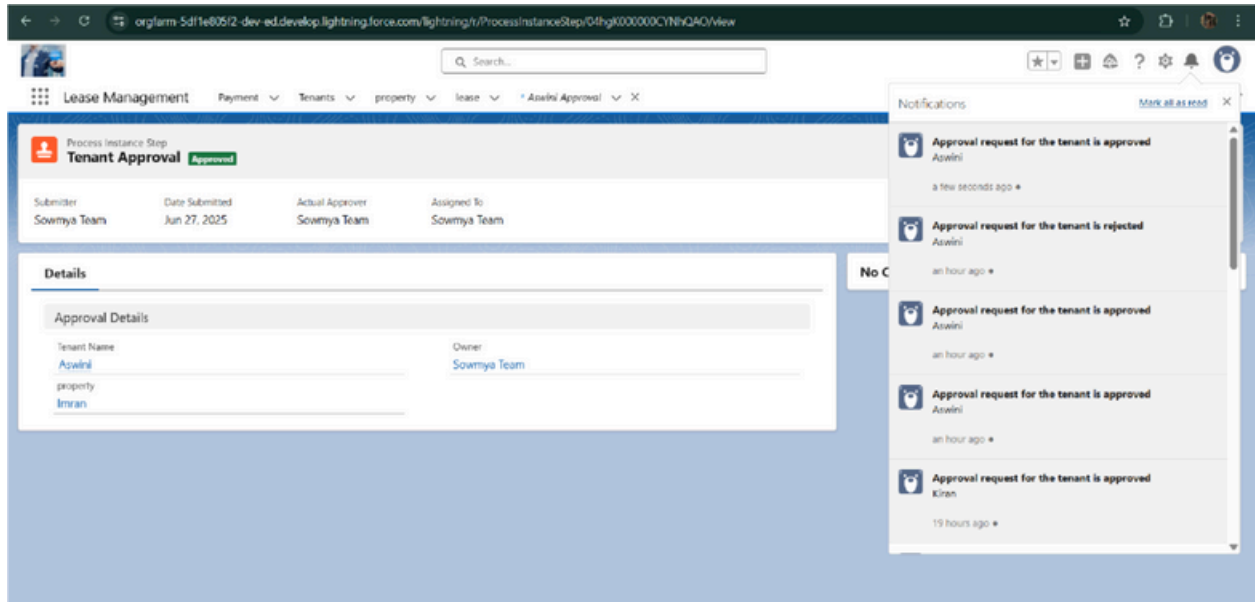 orgfarm-5df1e805f2-dev-ed.develop.lightning.force.com/lightning/r/ProcessInstanceStep/04hgK000000CYNhQAO/view
Search...
Lease Management Payment Tenants property lease * Aswini Approval
Process Instance Step
Tenant Approval Approved
Submitter Date Submitted Actual Approver Assigned To
Sowmya Team Jun 27, 2025 Sowmya Team Sowmya Team
Details
Approval Details
Tenant Name Owner
Aswini Sowmya Team
property
Imran
No
Notifications Mark all as read
Approval request for the tenant is approved
Aswini
a few seconds ago
Approval request for the tenant is rejected
Aswini
an hour ago
Approval request for the tenant is approved
Aswini
an hour ago
Approval request for the tenant is approved
Aswini
an hour ago
Approval request for the tenant is approved
Kiran
19 hours ago